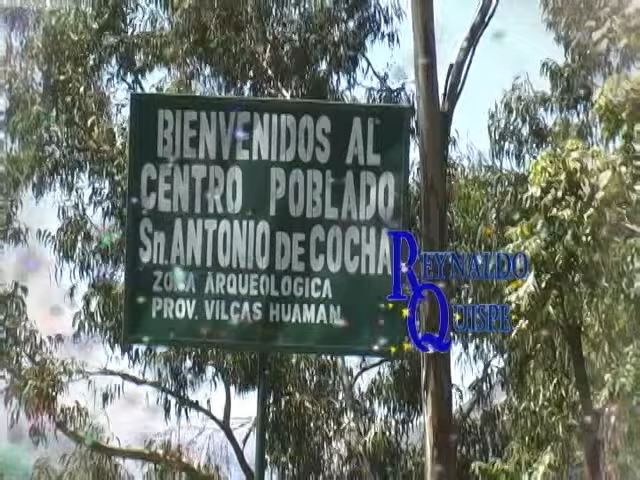 BIENVENIDOS AL
CENTRO POBLADO
Sn. ANTONIO DE COCHA
ZONA ARQUEOLOGICA
PROV. VILCAS HUAMAN
REYNALDO
QUISPE